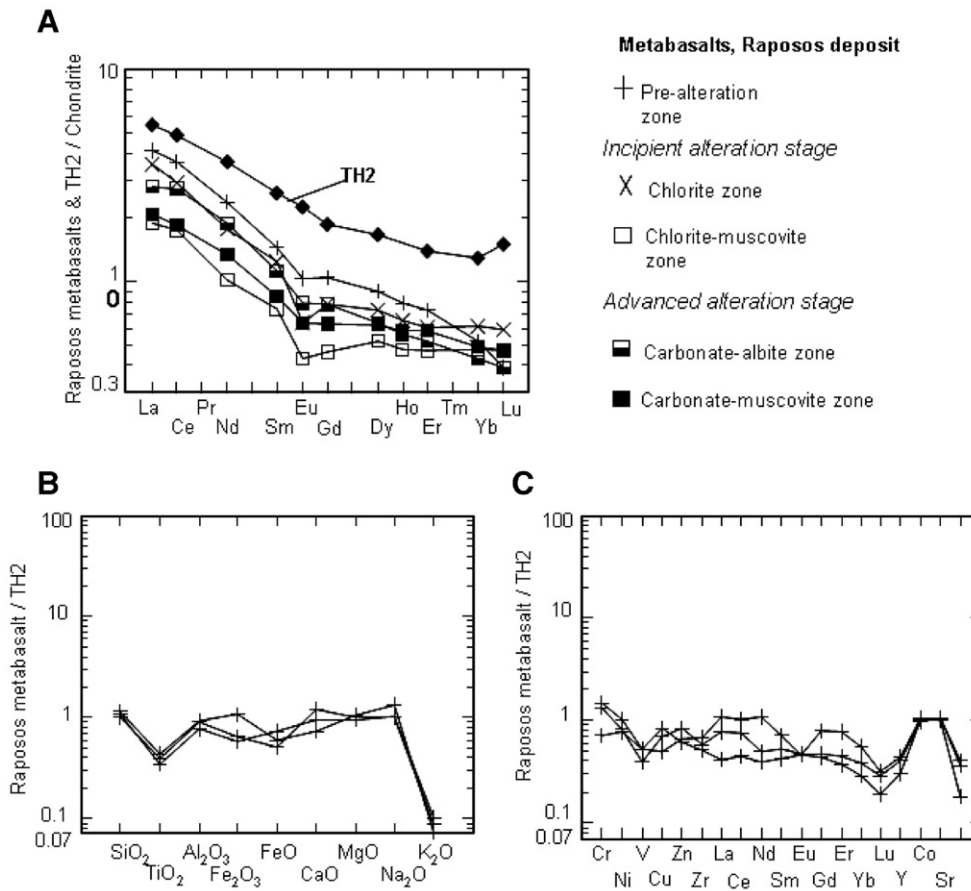 A
Raposos metabasalts & TH2 / Chondrite
10
1
0
0.3
TH2
La
Ce
Pr
Nd
Sm
Eu
Gd
Dy
Ho
Er
Tm
Yb
Lu
Metabasalts, Raposos deposit
Pre-alteration
zone
Incipient alteration stage
Chlorite zone
Chlorite-muscovite
zone
Advanced alteration stage
Carbonate-albite zone
Carbonate-muscovite zone
B
Raposos metabasalt / TH2
100
10
1
0.1
0.07
SiO₂
TiO₂
Al₂O₃
Fe₂O₃
FeO
CaO
MgO
Na₂O
K₂O
C
Raposos metabasalt / TH2
100
10
1
0.1
0.07
Cr
Ni
V
Cu
Zn
Zr
La
Ce
Nd
Sm
Eu
Gd
Er
Yb
Lu
Y
Co
Sr